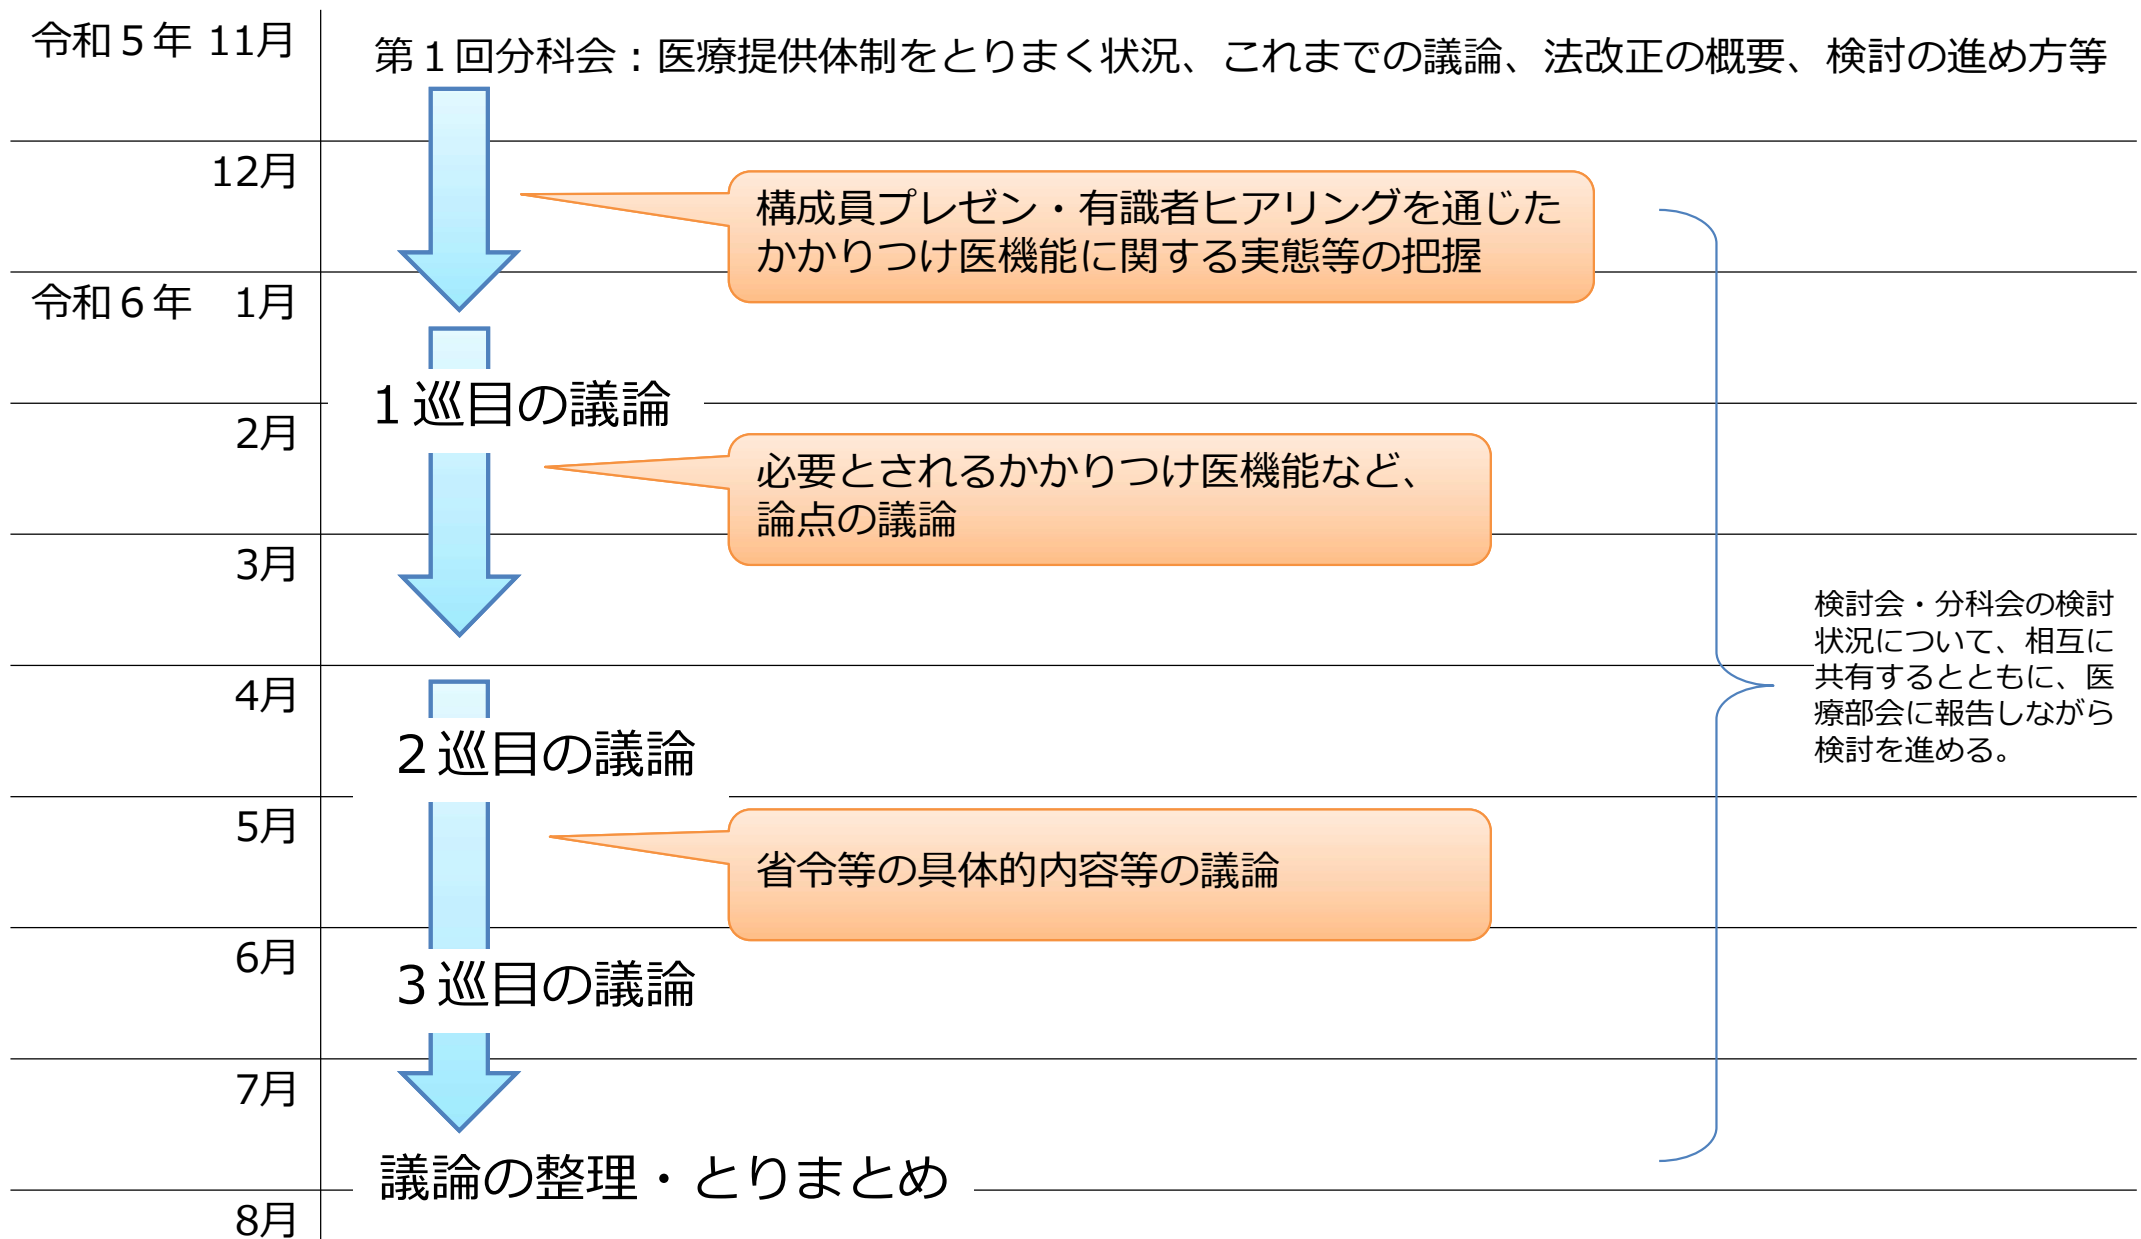 令和５年 11月
第１回分科会：医療提供体制をとりまく状況、これまでの議論、法改正の概要、検討の進め方等
12月
構成員プレゼン・有識者ヒアリングを通じた
かかりつけ医機能に関する実態等の把握
令和６年　1月
１巡目の議論
2月
必要とされるかかりつけ医機能など、
論点の議論
3月
検討会・分科会の検討
状況について、相互に
共有するとともに、医
療部会に報告しながら
検討を進める。
4月
２巡目の議論
5月
省令等の具体的内容等の議論
6月
３巡目の議論
7月
議論の整理・とりまとめ
8月